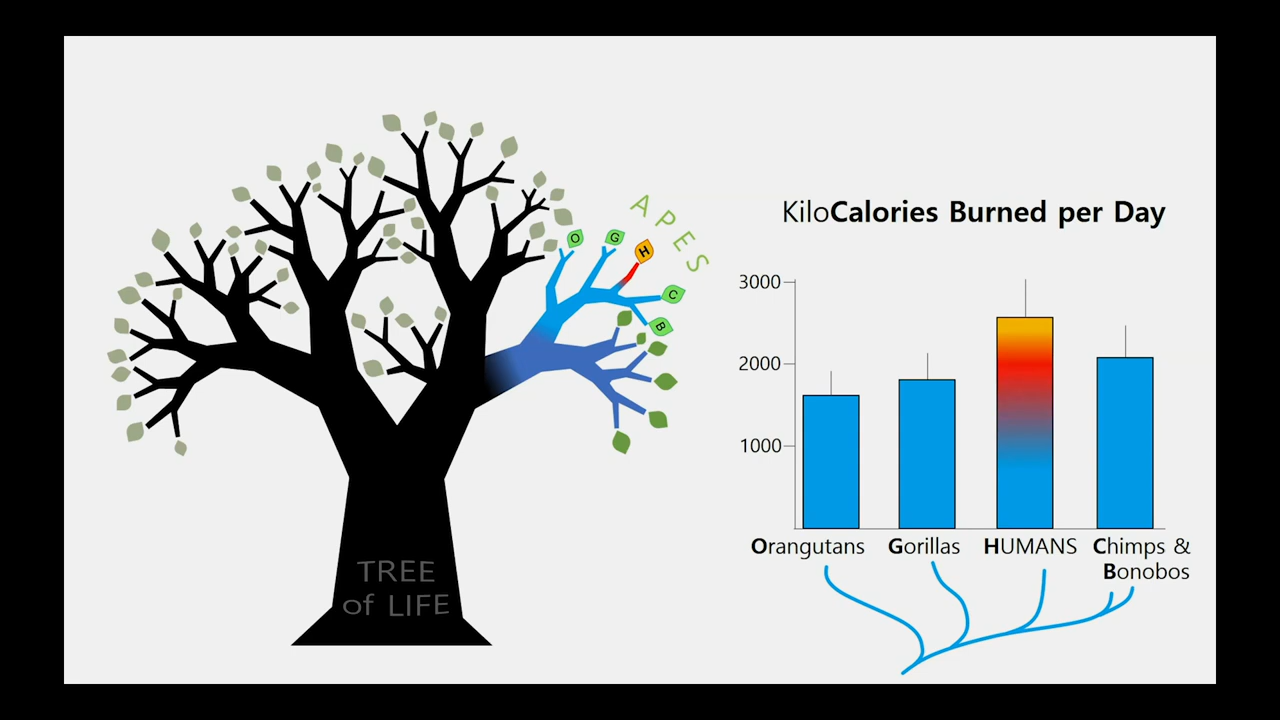 APES
O
G
H
C
B
TREE
of LIFE
KiloCalories Burned per Day
3000
2000
1000
Orangutans
Gorillas
HUMANS
Chimps &
Bonobos